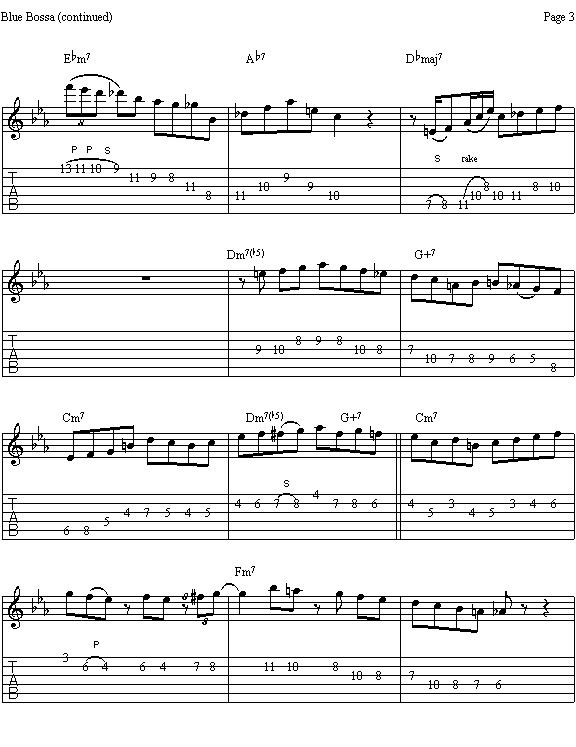 Blue Bossa (continued) Page 3
E♭m7 A♭7 D♭maj7
P P S S rake
13 11 10 9 11 9 8 11 8 11 10 9 9 10 7 8 11 10 8 10 11 8 10
Dm7(♭5) G+7
9 10 8 9 8 10 8 7 10 7 8 9 6 5 8
Cm7 Dm7(♭5) G+7 Cm7
S
6 8 5 4 7 5 4 5 4 6 7 8 4 7 8 6 4 5 3 4 5 3 4 6
Fm7
3
P
3 6 4 6 4 7 8 11 10 8 10 8 7 10 8 7 6